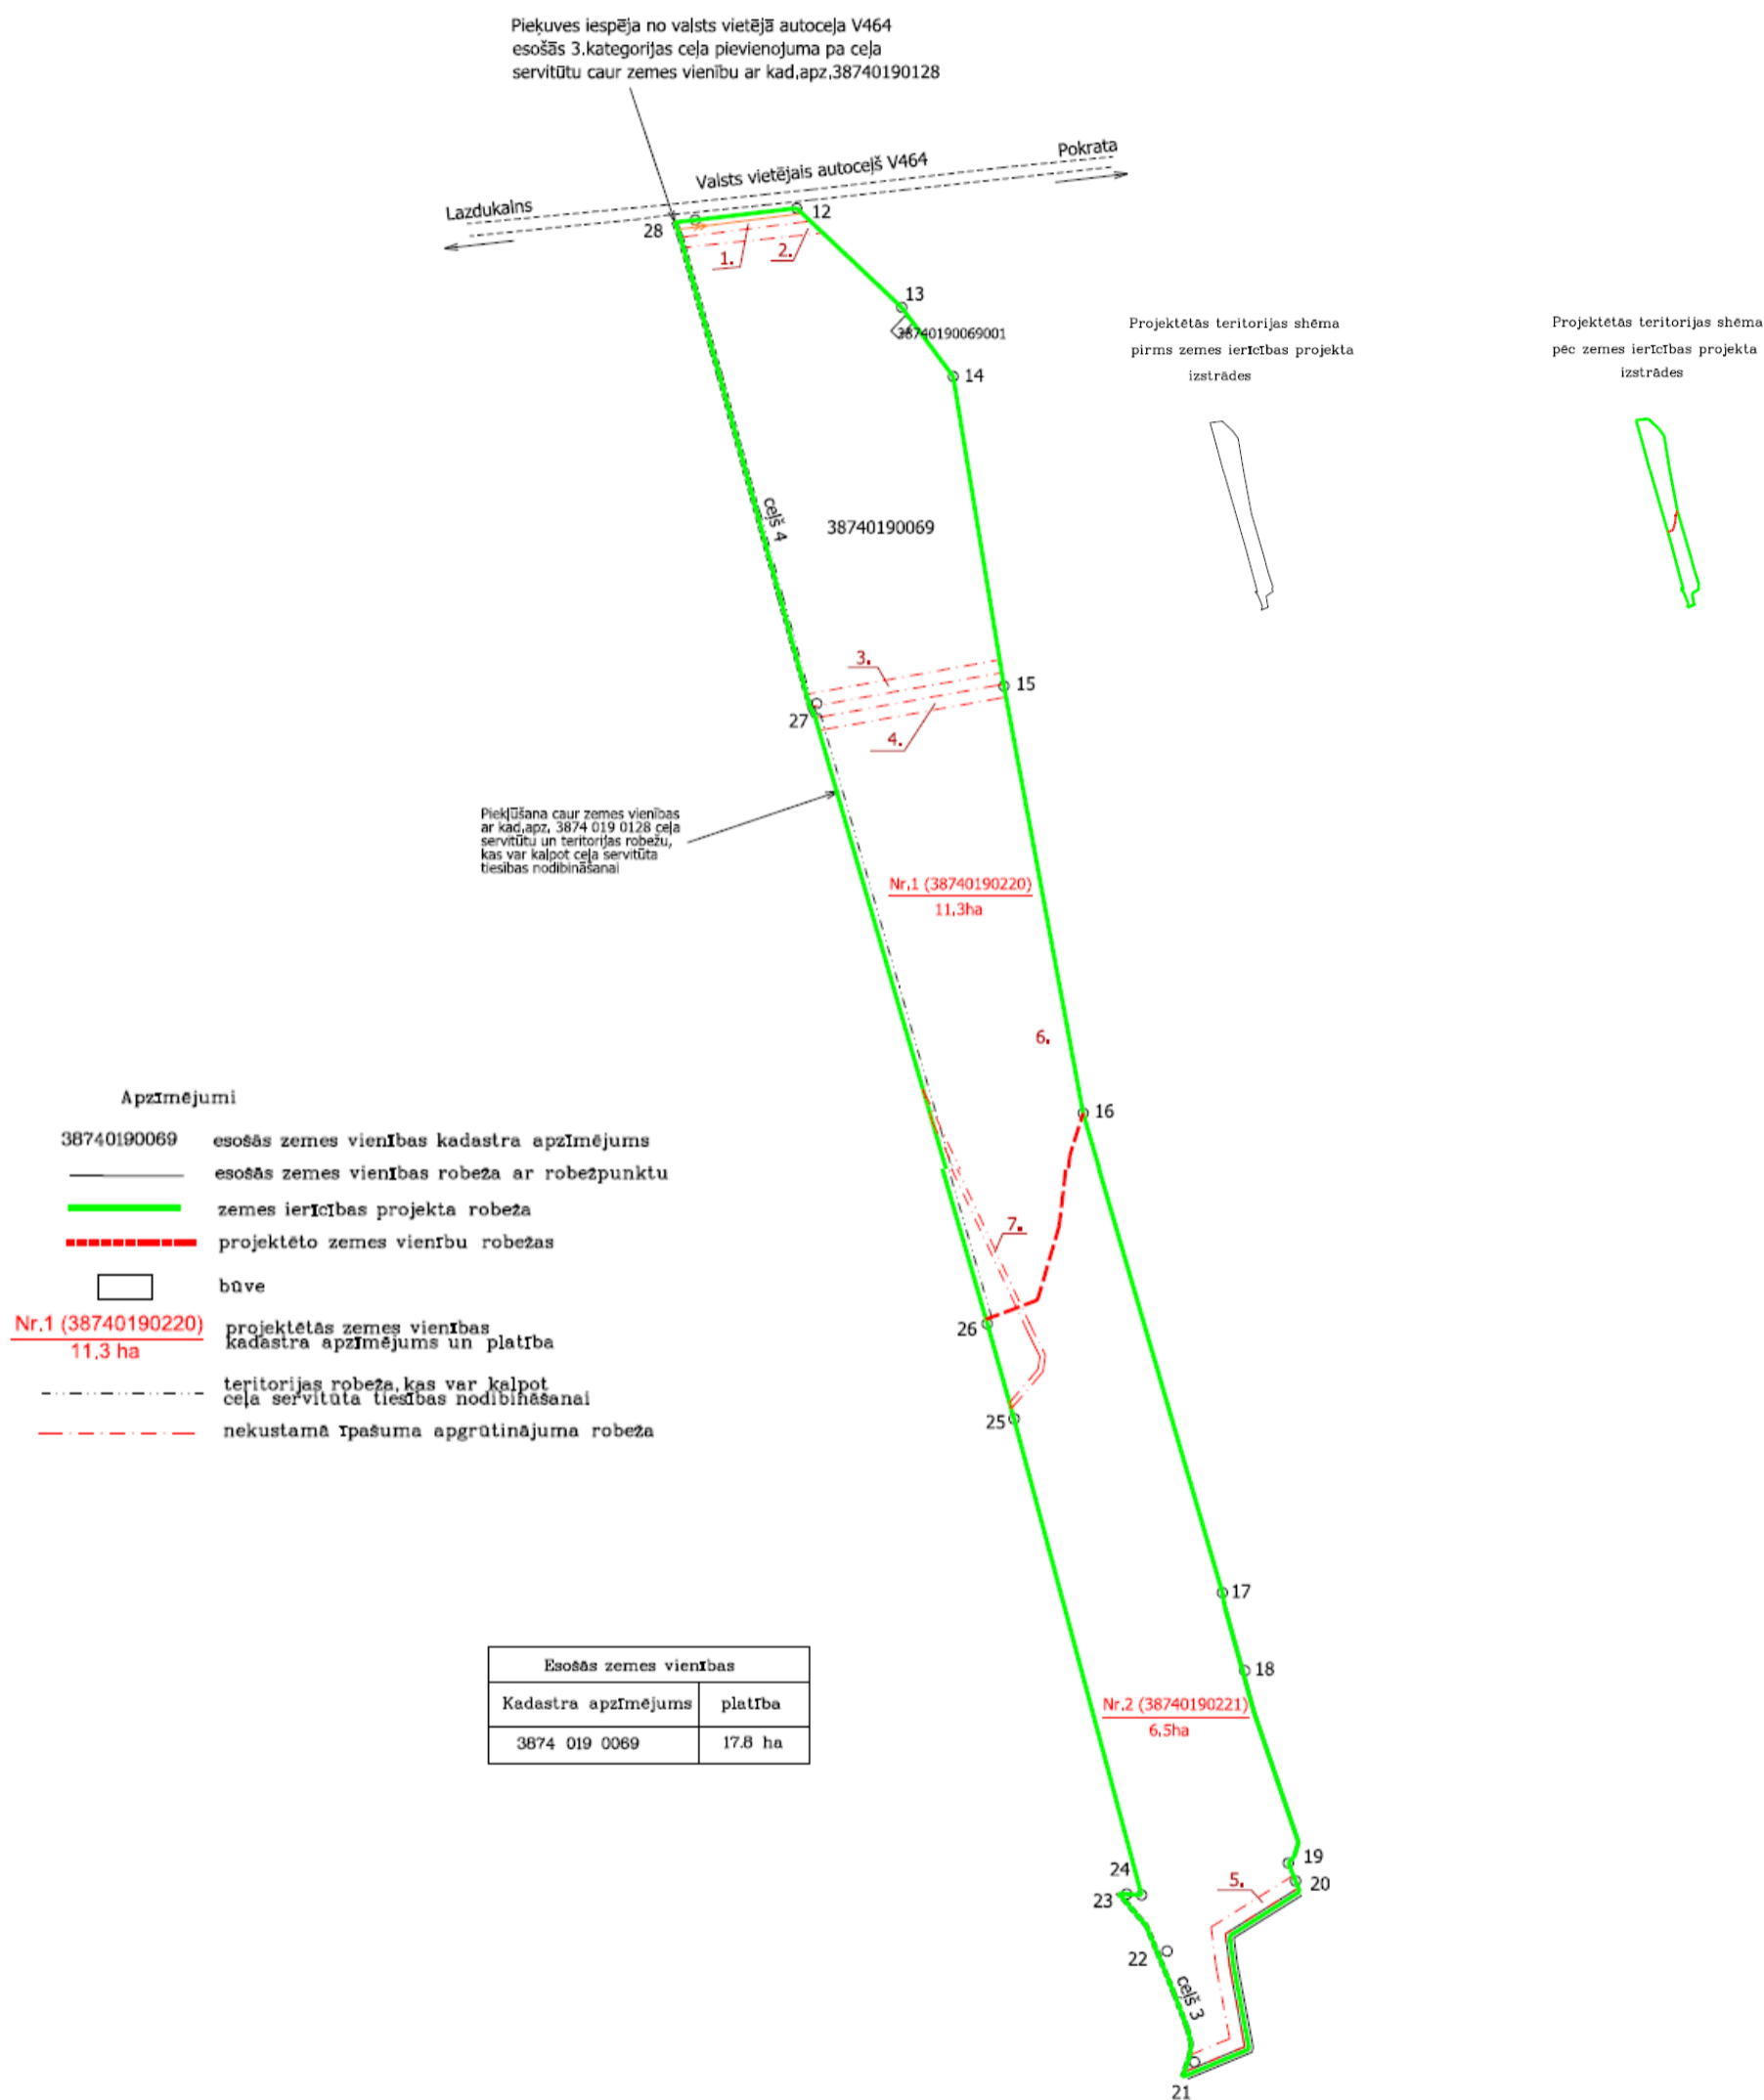 Piekuves iespēja no valsts vietējā autoceļa V464
esošās 3.kategorijas ceļa pievienojuma pa ceļa
servitūtu caur zemes vienību ar kad,apz,38740190128
Pokrata
Valsts vietējais autoceļš V464
Lazdukalns
12
28
1.
2.
13
38740190069001
14
Projektētās teritorijas shēma
pirms zemes ierīcības projekta
izstrādes
Projektētās teritorijas shēma
pēc zemes ierīcības projekta
izstrādes
ceļš 4
38740190069
3.
15
27
4.
Piekļūšana caur zemes vienības
ar kad,apz, 3874 019 0128 ceļa
servitūtu un teritorijas robežu,
kas var kalpot ceļa servitūta
tiesības nodibināšanai
Nr.1 (38740190220)
11,3ha
6.
16
Apzīmējumi
38740190069 esošās zemes vienības kadastra apzīmējums
esošās zemes vienības robeža ar robežpunktu
zemes ierīcības projekta robeža
projektēto zemes vienību robežas
būve
Nr.1 (38740190220)
11,3 ha
projektētās zemes vienības
kadastra apzīmējums un platība
teritorijas robeža, kas var kalpot
ceļa servitūta tiesības nodibināšanai
nekustamā īpašuma apgrūtinājuma robeža
7.
26
25
17
18
Esošās zemes vienības
Kadastra apzīmējums platība
3874 019 0069 17.8 ha
Nr.2 (38740190221)
6,5ha
19
24
20
5.
23
22
ceļš 3
21